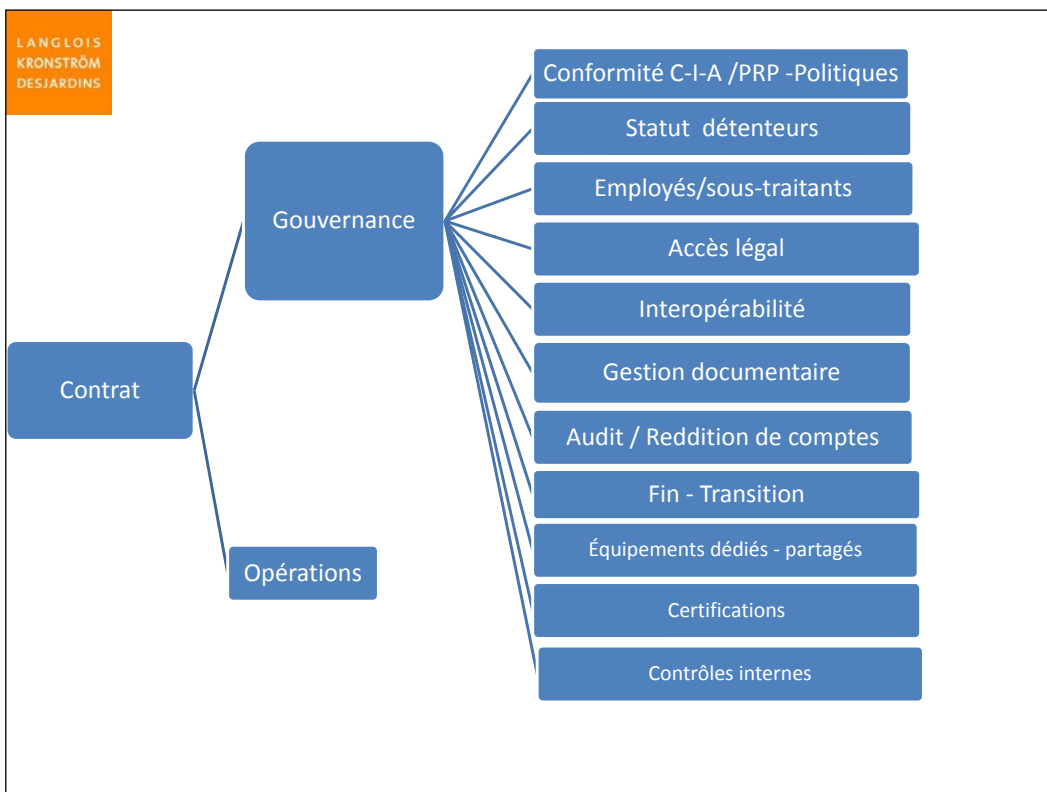 LANGLOIS
KRONSTRÖM
DESJARDINS
Conformité C-I-A /PRP -Politiques
Statut détenteurs
Employés/sous-traitants
Gouvernance
Accès légal
Interopérabilité
Gestion documentaire
Contrat
Audit / Reddition de comptes
Fin - Transition
Équipements dédiés - partagés
Opérations
Certifications
Contrôles internes